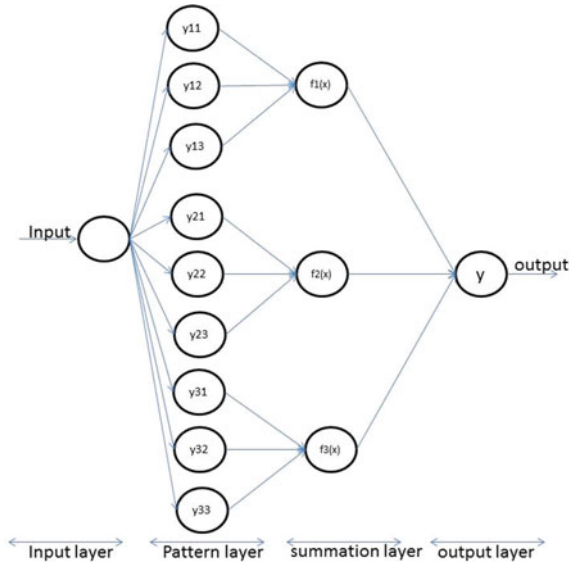 y11
y12
f1(x)
y13
y21
Input
y22
f2(x)
y
output
y23
y31
y32
f3(x)
y33
Input layer
Pattern layer
summation layer
output layer